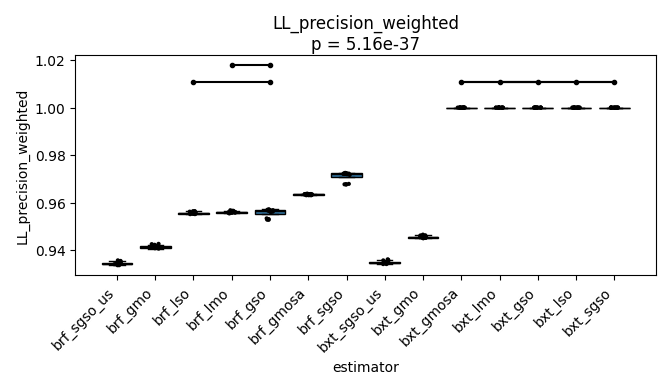 LL_precision_weighted
p = 5.16e-37
LL_precision_weighted
1.02
1.00
0.98
0.96
0.94
brf_sgso_us
brf_gmo
brf_lso
brf_lmo
brf_gso
brf_gmosa
brf_sgso
bxt_sgso_us
bxt_gmo
bxt_gmosa
bxt_lmo
bxt_gso
bxt_lso
bxt_sgso
estimator